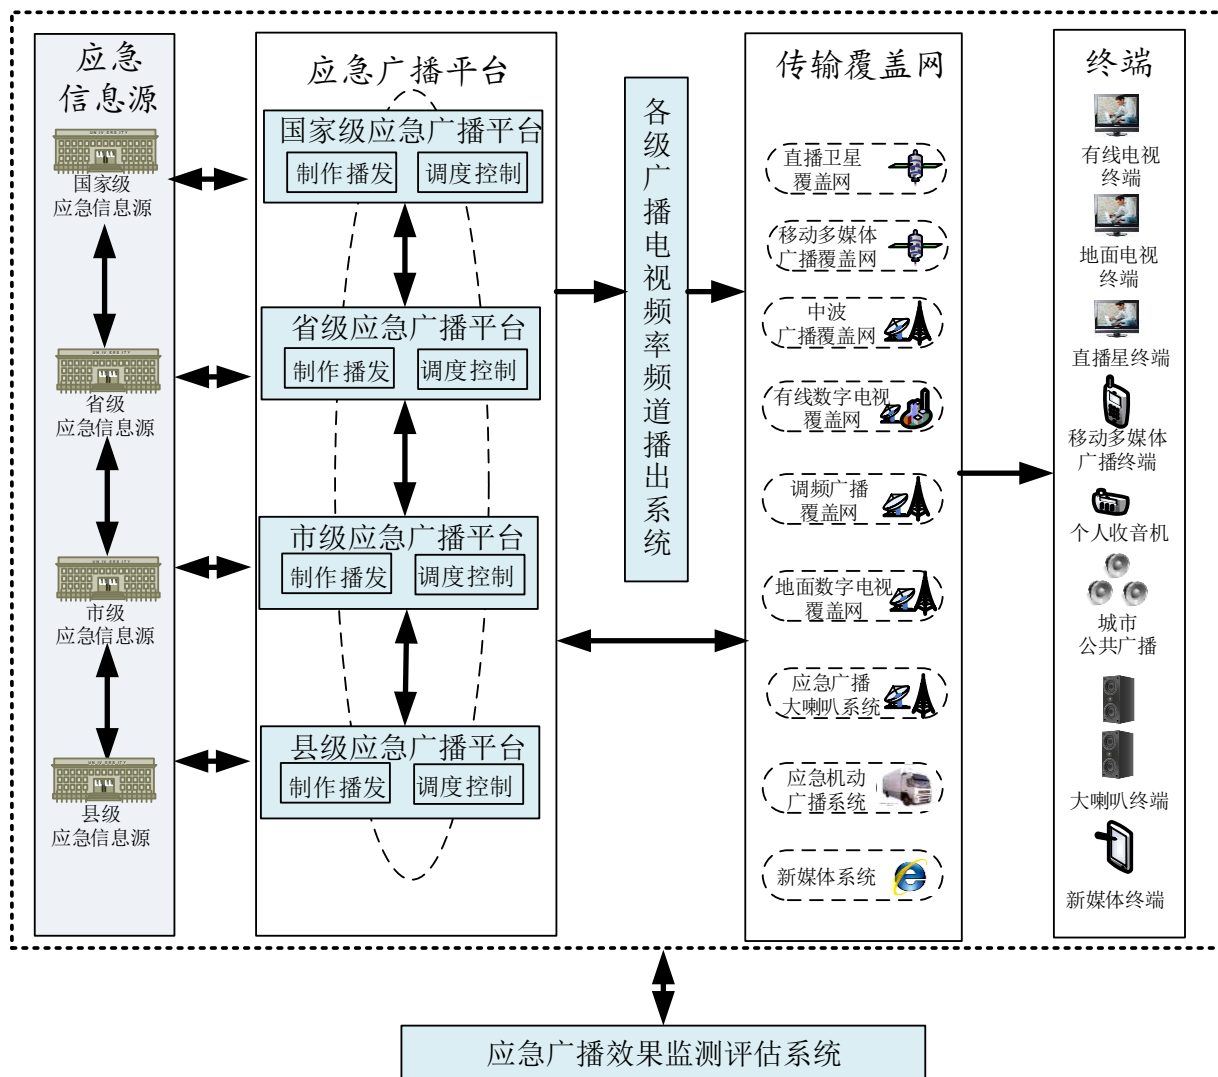 应急
信息源
UNIVERSITY
国家级
应急信息源
UNIVERSITY
省级
应急信息源
UNIVERSITY
市级
应急信息源
UNIVERSITY
县级
应急信息源
应急广播平台
国家级应急广播平台
制作播发
调度控制
省级应急广播平台
制作播发
调度控制
市级应急广播平台
制作播发
调度控制
县级应急广播平台
制作播发
调度控制
各级广播电视频率频道播出系统
传输覆盖网
直播卫星
覆盖网
移动多媒体
广播覆盖网
中波
广播覆盖网
有线数字电视
覆盖网
调频广播
覆盖网
地面数字电视
覆盖网
应急广播
大喇叭系统
应急机动
广播系统
新媒体系统
终端
有线电视
终端
地面电视
终端
直播星终端
移动多媒体
广播终端
个人收音机
城市
公共广播
大喇叭终端
新媒体终端
应急广播效果监测评估系统